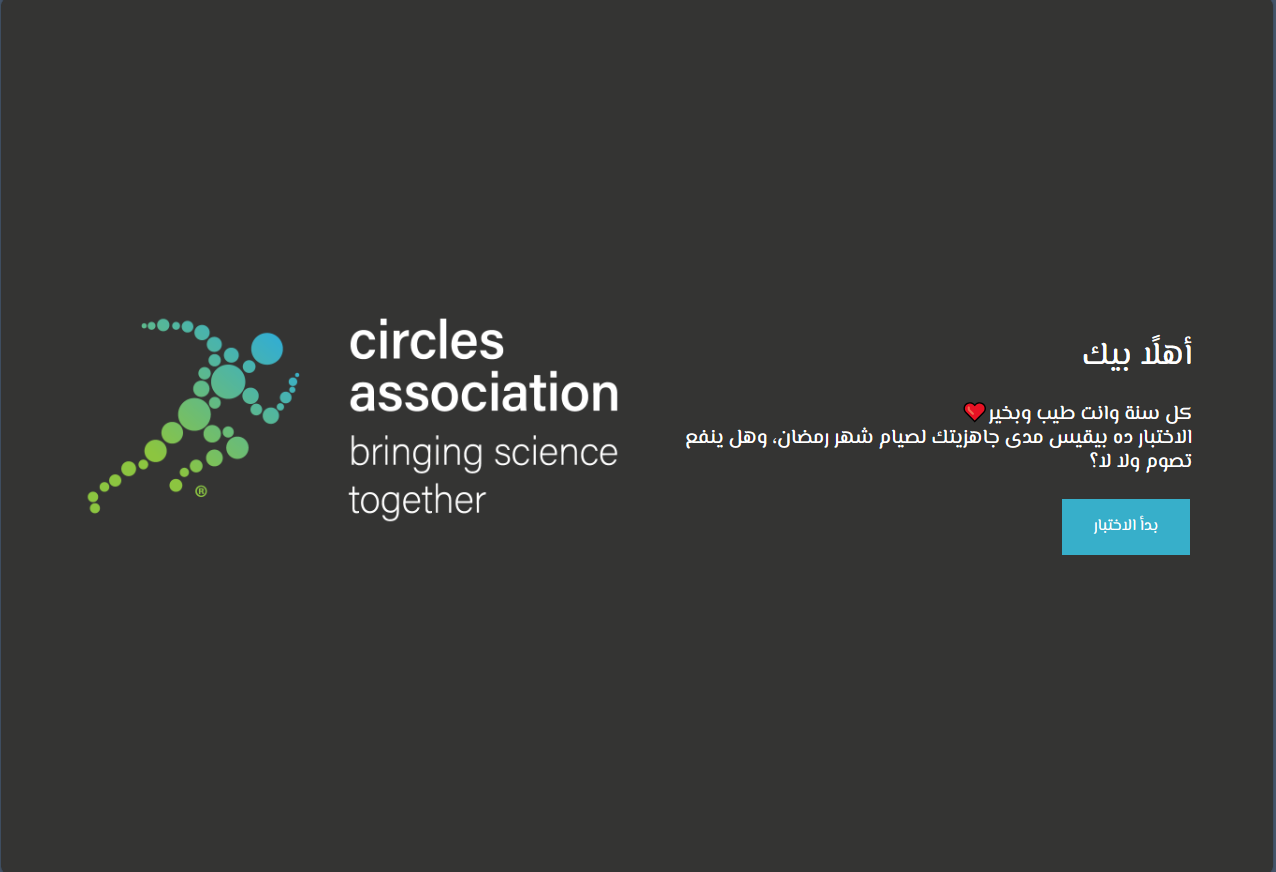 circles
association
bringing science
together
®
أهلًا بيك
كل سنة وانت طيب وبخير❤️
الاختبار ده بيقيس مدى جاهزيتك لصيام شهر رمضان، وهل ينفع
تصوم ولا لا؟
بدأ الاختبار